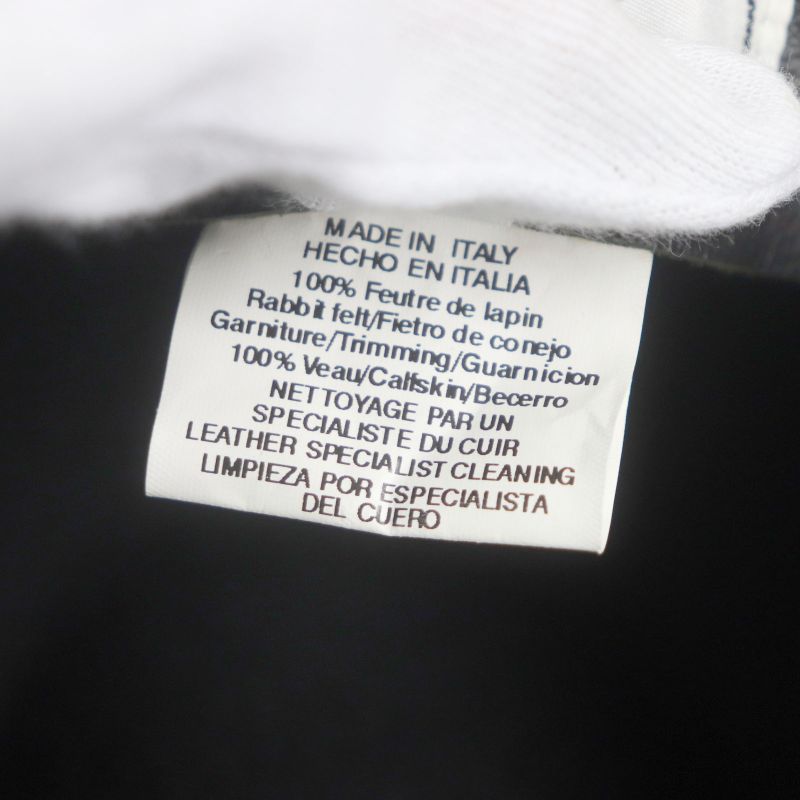 MADE IN ITALY
HECHO EN ITALIA
100% Feutre de lapin
Rabbit felt/Fietro de conejo
Garniture/Trimming/Guarnicion
100% Veau/Calfskin/Becerro
NETTOYAGE PAR UN
SPECIALISTE DU CUIR
LEATHER SPECIALIST CLEANING
LIMPIEZA POR ESPECIALISTA
DEL CUERO